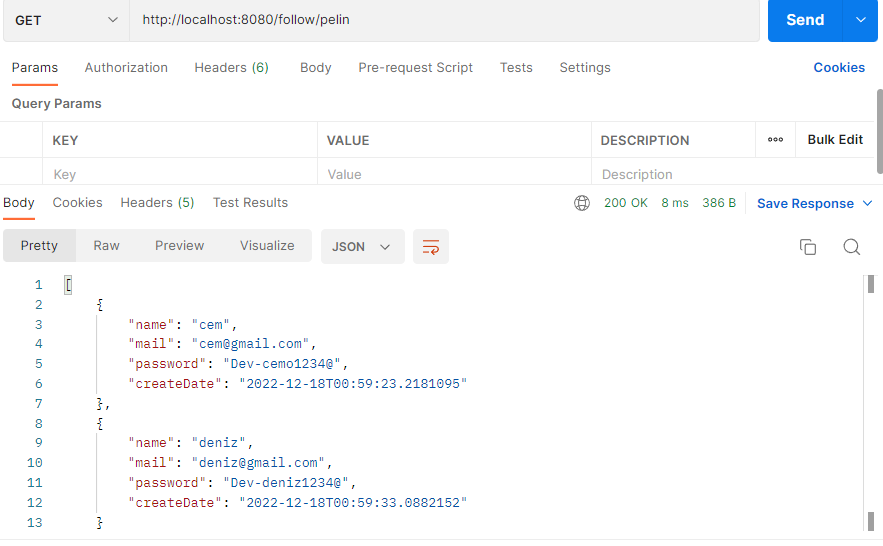 GET http://localhost:8080/follow/pelin Send
Params Authorization Headers (6) Body Pre-request Script Tests Settings Cookies
Query Params
KEY VALUE DESCRIPTION ooo Bulk Edit
Key Value Description
Body Cookies Headers (5) Test Results 200 OK 8 ms 386 B Save Response
Pretty Raw Preview Visualize JSON
1 [
2 {
3 "name": "cem",
4 "mail": "cem@gmail.com",
5 "password": "Dev-cemo1234@",
6 "createDate": "2022-12-18T00:59:23.2181095"
7 },
8 {
9 "name": "deniz",
10 "mail": "deniz@gmail.com",
11 "password": "Dev-deniz1234@",
12 "createDate": "2022-12-18T00:59:33.0882152"
13 }